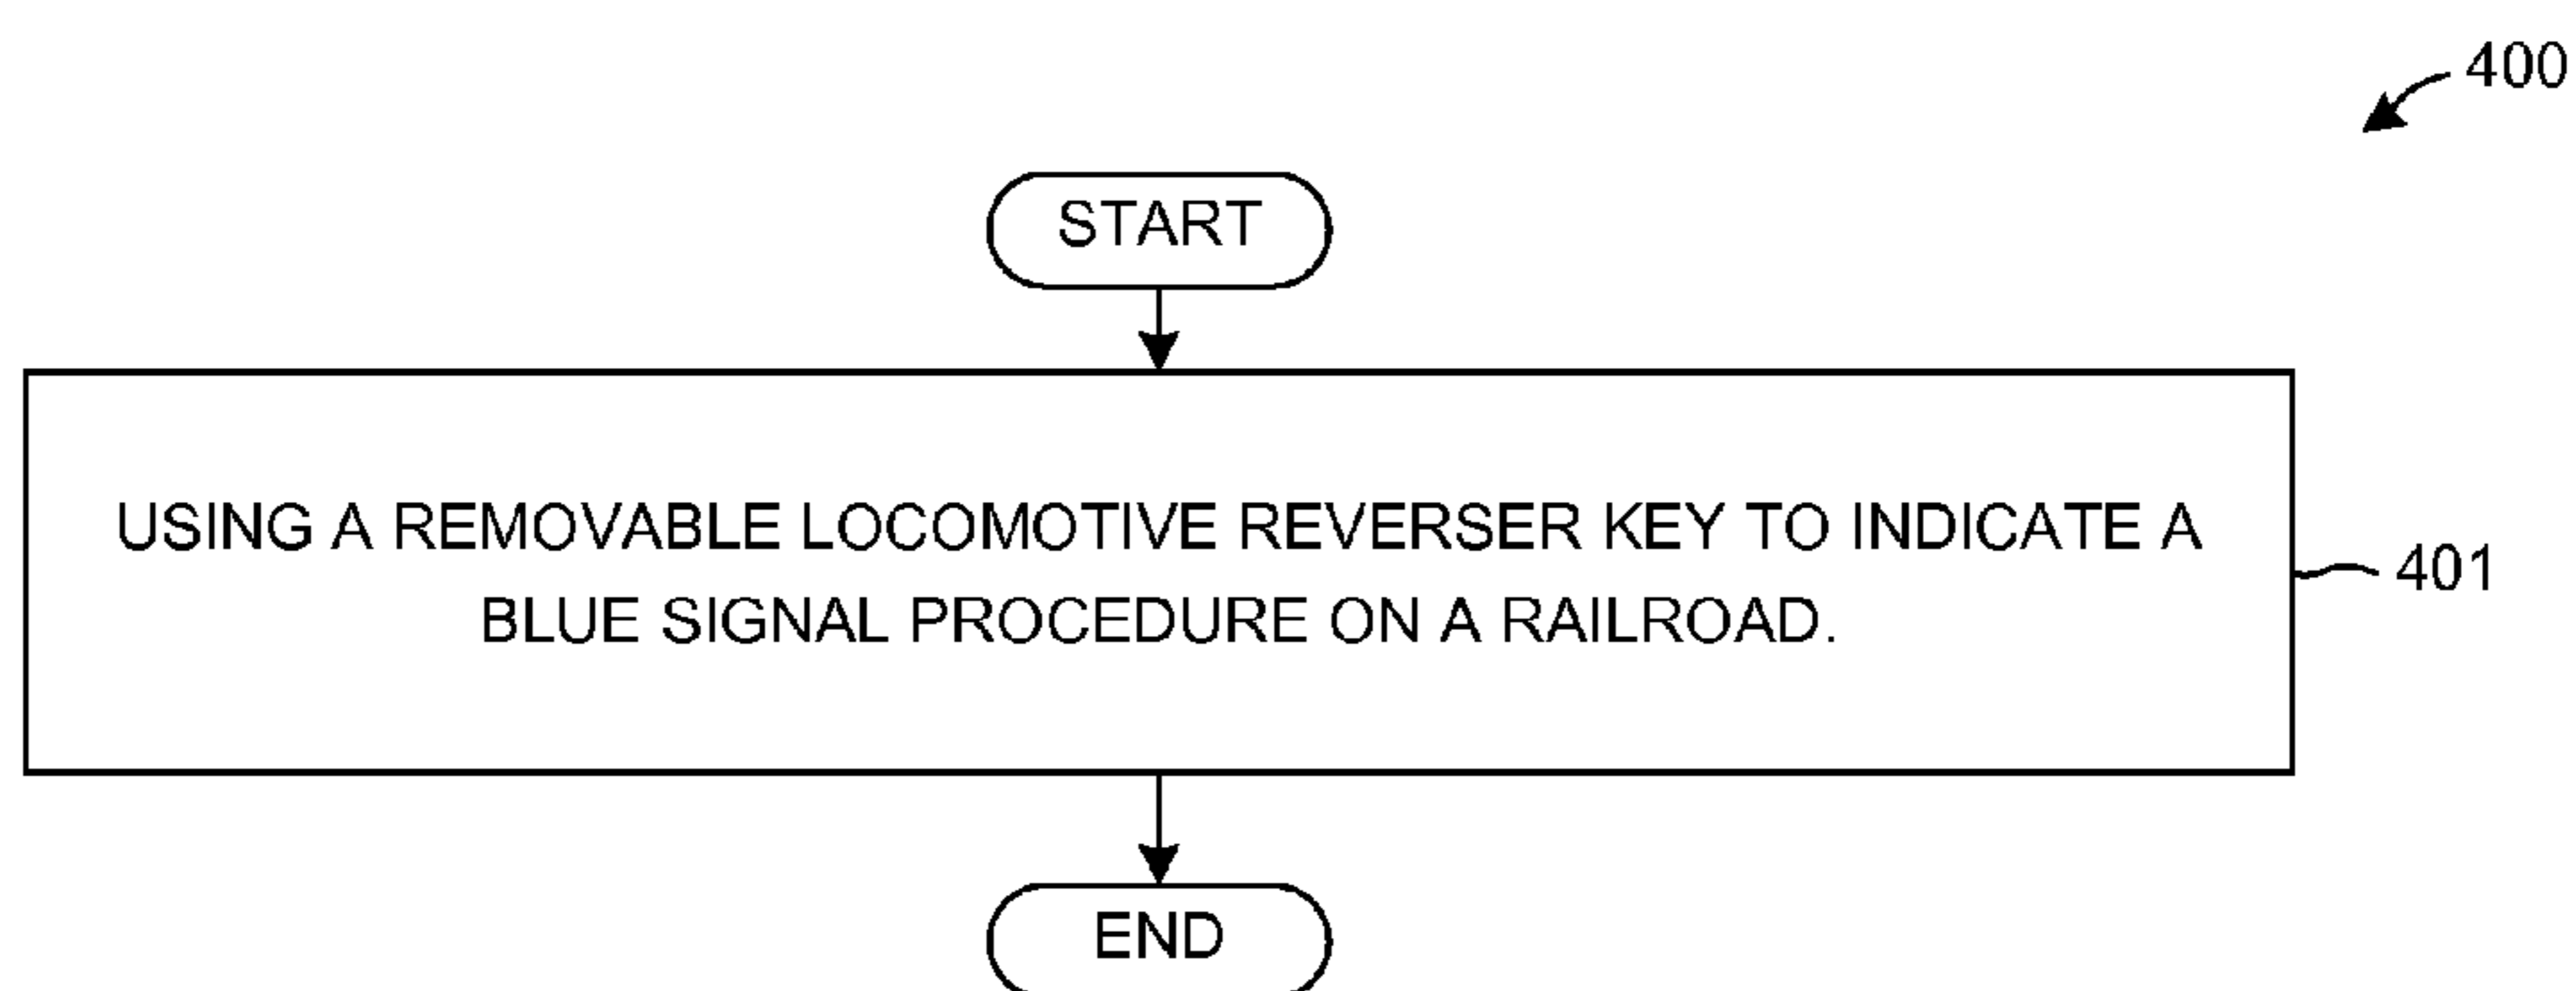 400
START
USING A REMOVABLE LOCOMOTIVE REVERSER KEY TO INDICATE A
BLUE SIGNAL PROCEDURE ON A RAILROAD.
401
END